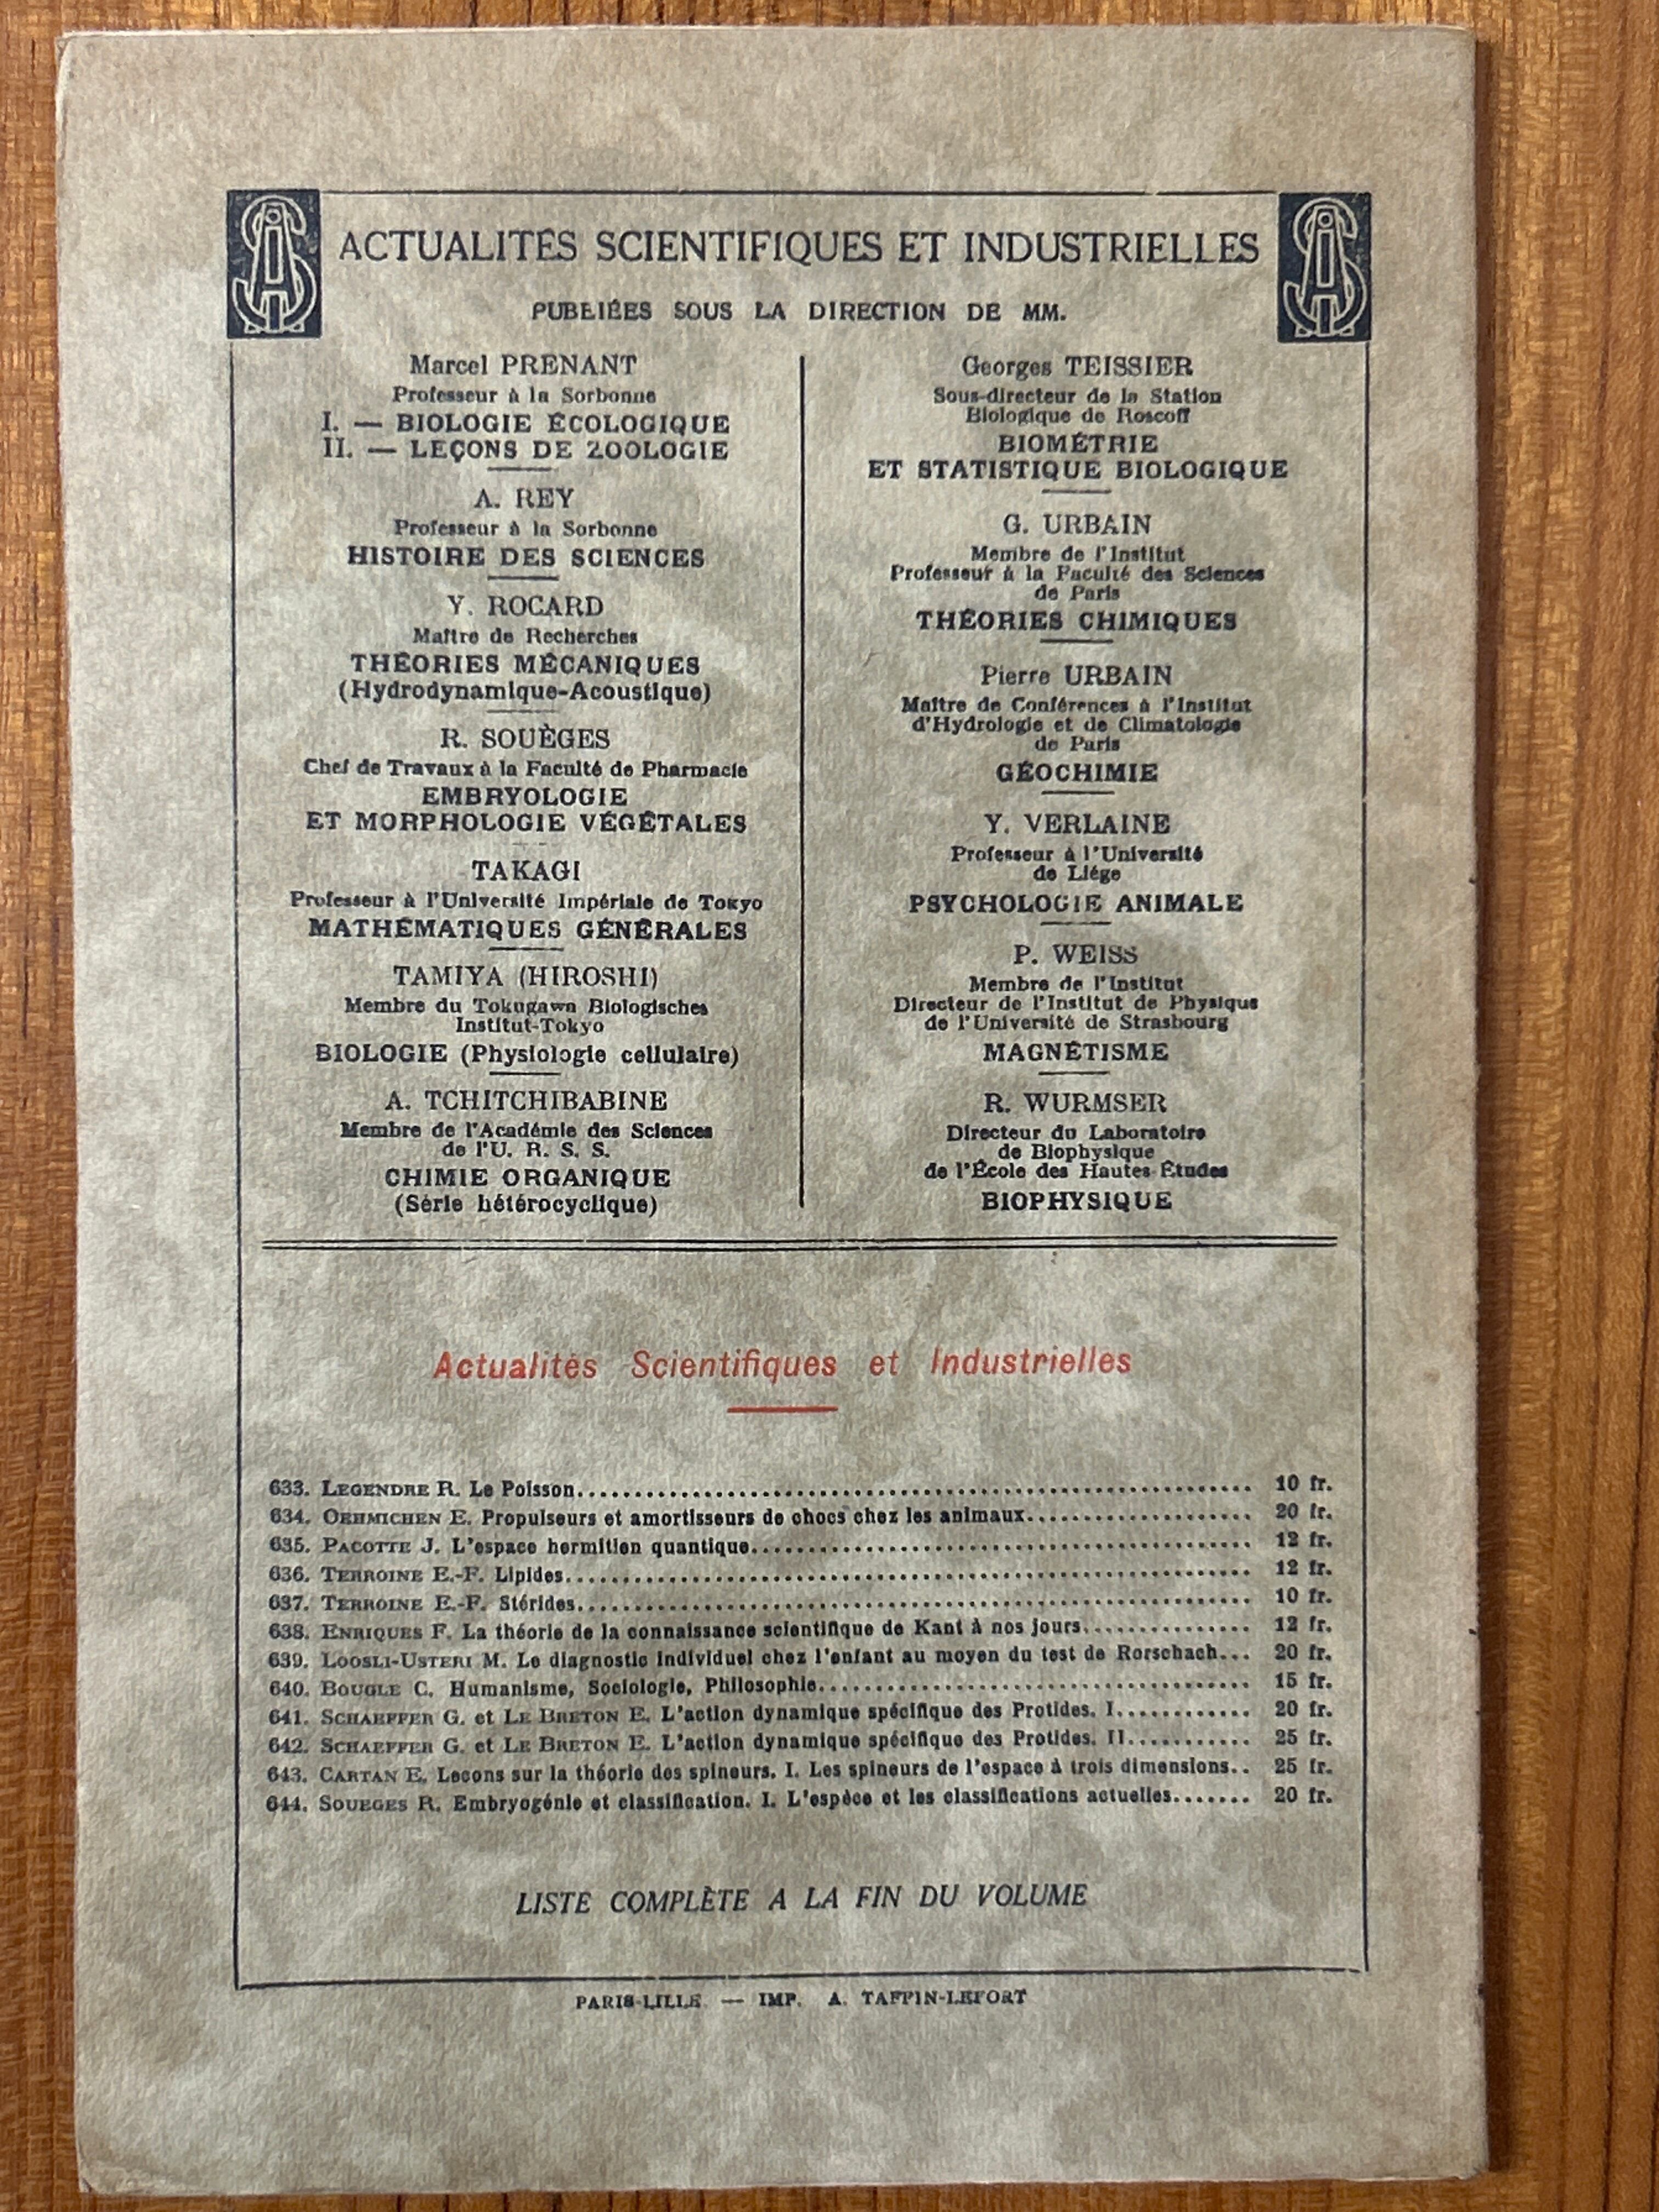 ACTUALITÉS SCIENTIFIQUES ET INDUSTRIELLES
PUBLIÉES SOUS LA DIRECTION DE MM.
Marcel PRENANT
Professeur à la Sorbonne
I. — BIOLOGIE ÉCOLOGIQUE
II. — LEÇONS DE ZOOLOGIE
A. REY
Professeur à la Sorbonne
HISTOIRE DES SCIENCES
Y. ROCARD
Maître de Recherches
THÉORIES MÉCANIQUES
(Hydrodynamique-Acoustique)
R. SOUÈGES
Chef de Travaux à la Faculté de Pharmacie
EMBRYOLOGIE
ET MORPHOLOGIE VÉGÉTALES
TAKAGI
Professeur à l'Université Impériale de Tokyo
MATHÉMATIQUES GÉNÉRALES
TAMIYA (HIROSHI)
Membre du Tokugawa Biologisches
Institut-Tokyo
BIOLOGIE (Physiologie cellulaire)
A. TCHITCHIBABINE
Membre de l'Académie des Sciences
de l'U. R. S. S.
CHIMIE ORGANIQUE
(Série hétérocyclique)
Georges TEISSIER
Sous-directeur de la Station
Biologique de Roscoff
BIOMÉTRIE
ET STATISTIQUE BIOLOGIQUE
G. URBAIN
Membre de l'Institut
Professeur à la Faculté des Sciences
de Paris
THÉORIES CHIMIQUES
Pierre URBAIN
Maître de Conférences à l'Institut
d'Hydrologie et de Climatologie
de Paris
GÉOCHIMIE
Y. VERLAINE
Professeur à l'Université
de Liége
PSYCHOLOGIE ANIMALE
P. WEISS
Membre de l'Institut
Directeur de l'Institut de Physique
de l'Université de Strasbourg
MAGNÉTISME
R. WURMSER
Directeur du Laboratoire
de Biophysique
de l'École des Hautes Études
BIOPHYSIQUE
Actualités Scientifiques et Industrielles
633. LEGENDRE R. Le Poisson.......... 10 fr.
634. OEHMICHEN E. Propulseurs et amortisseurs de chocs chez les animaux.......... 20 fr.
635. PACOTTE J. L'espace hermitien quantique.......... 12 fr.
636. TERROINE E.-F. Lipides.......... 12 fr.
637. TERROINE E.-F. Stérides.......... 10 fr.
638. ENRIQUES F. La théorie de la connaissance scientifique de Kant à nos jours.......... 12 fr.
639. LOOSLI-USTERI M. Le diagnostic individuel chez l'enfant au moyen du test de Rorschach... 20 fr.
640. BOUGLE C. Humanisme, Sociologie, Philosophie.......... 15 fr.
641. SCHAEFFER G. et LE BRETON E. L'action dynamique spécifique des Protides. I.......... 20 fr.
642. SCHAEFFER G. et LE BRETON E. L'action dynamique spécifique des Protides. II.......... 25 fr.
643. CARTAN E. Lecons sur la théorie des spineurs. I. Les spineurs de l'espace à trois dimensions.. 25 fr.
644. SOUEGES R. Embryogénie et classification. I. L'espèce et les classifications actuelles....... 20 fr.
LISTE COMPLÈTE A LA FIN DU VOLUME
PARIS-LILLE. — IMP. A. TAFFIN-LEFORT